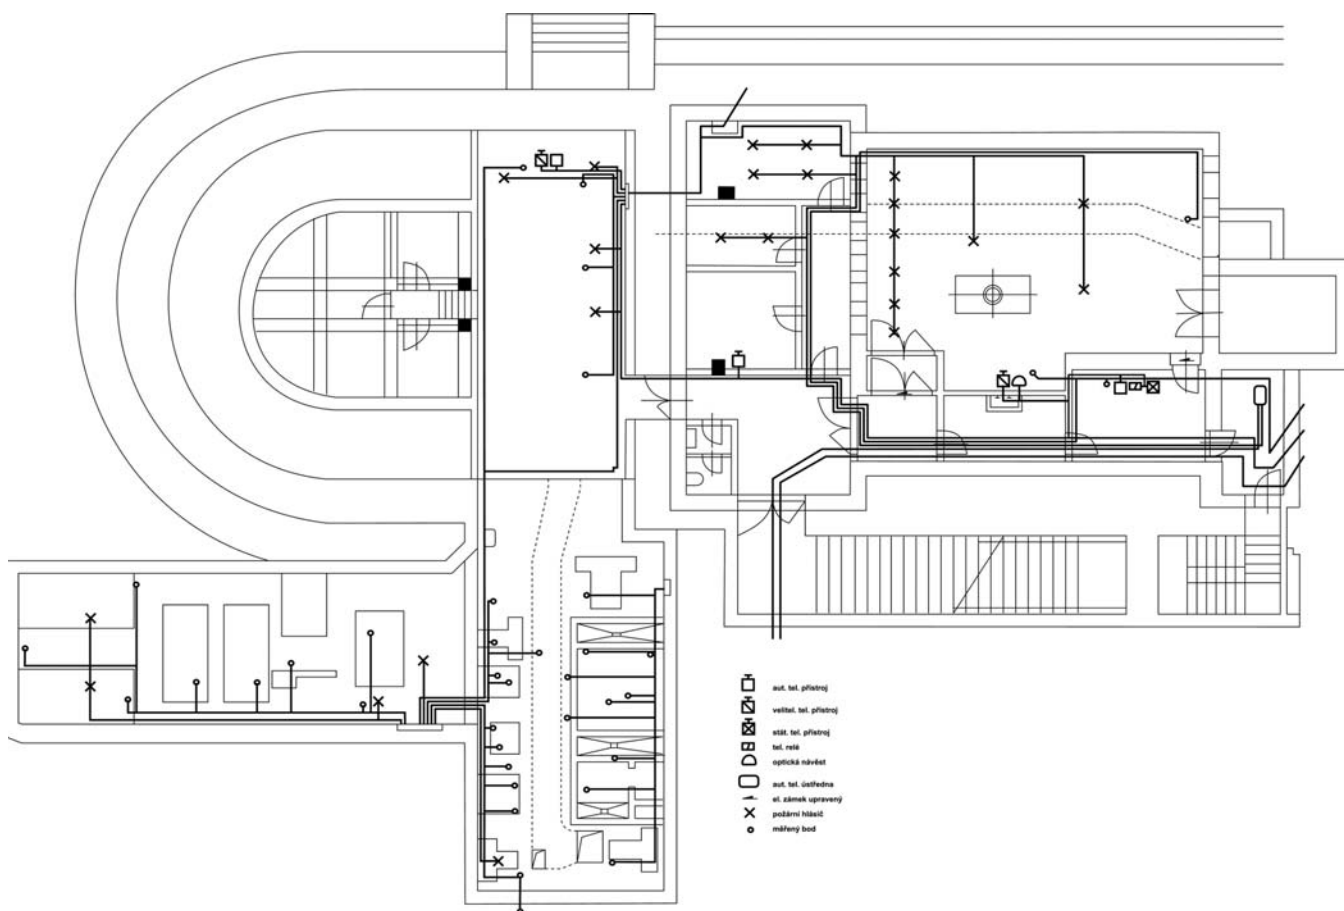 aut. tel. přístroj
velitel. tel. přístroj
stát. tel. přístroj
tel. relé
optická návěst
aut. tel. ústředna
el. zámek upravený
požární hlásič
měřený bod